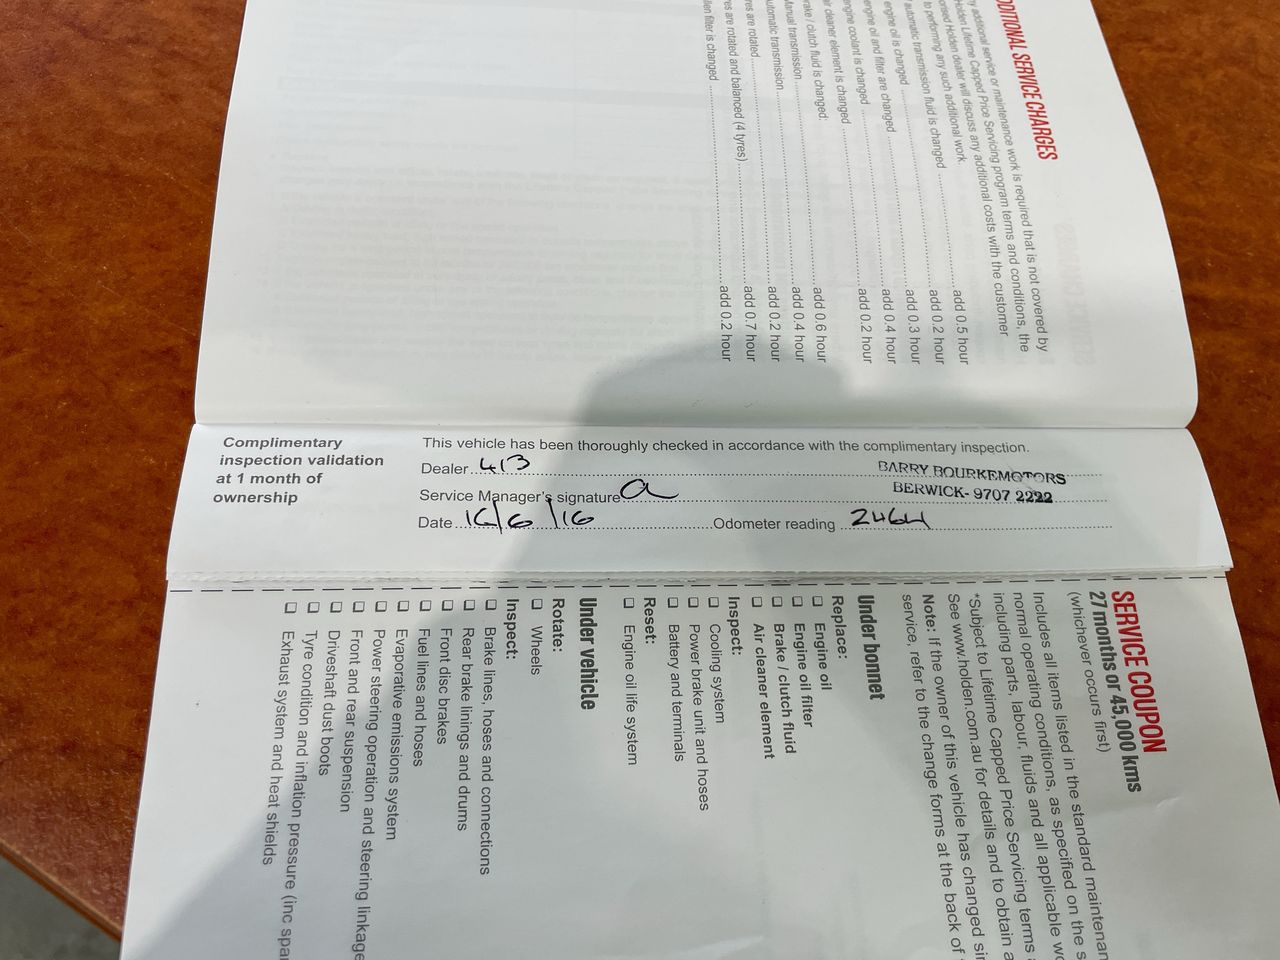 ADDITIONAL SERVICE CHARGES
additional service or maintenance work is required that is not covered by
Holden Lifetime Capped Price Servicing program terms and conditions, the
Holden dealer will discuss any additional costs with the customer
to performing any such additional work.
automatic transmission fluid is changed add 0.5 hour
engine oil is changed add 0.2 hour
engine oil and filter are changed add 0.3 hour
engine coolant is changed add 0.4 hour
cleaner element is changed add 0.2 hour
brake / clutch fluid is changed:
Manual transmission add 0.6 hour
Automatic transmission add 0.4 hour
are rotated add 0.2 hour
are rotated and balanced (4 tyres) add 0.7 hour
filter is changed add 0.2 hour
Complimentary
inspection validation
at 1 month of
ownership
This vehicle has been thoroughly checked in accordance with the complimentary inspection.
Dealer 413
BARRY BOURKE MOTORS
Service Manager's signature
BERWICK- 9707 2222
Date 16/6/16 Odometer reading 2464
SERVICE COUPON
27 months or 45,000 kms
(whichever occurs first)
Includes all items listed in the standard
normal operating conditions, as specified on the
including parts, labour, fluids and all applicable
*Subject to Lifetime Capped Price Servicing terms
See www.holden.com.au for details and to obtain a
Note: If the owner of this vehicle has changed
service, refer to the change forms at the back of
Under bonnet
Replace:
❑ Engine oil
❑ Engine oil filter
❑ Brake / clutch fluid
❑ Air cleaner element
Inspect:
❑ Cooling system
❑ Power brake unit and hoses
❑ Battery and terminals
Reset:
❑ Engine oil life system
Under vehicle
Rotate:
❑ Wheels
Inspect:
❑ Brake lines, hoses and connections
❑ Rear brake linings and drums
❑ Front disc brakes
❑ Fuel lines and hoses
❑ Evaporative emissions system
❑ Power steering operation and steering linkage
❑ Front and rear suspension
❑ Driveshaft dust boots
❑ Tyre condition and inflation pressure (inc
❑ Exhaust system and heat shields